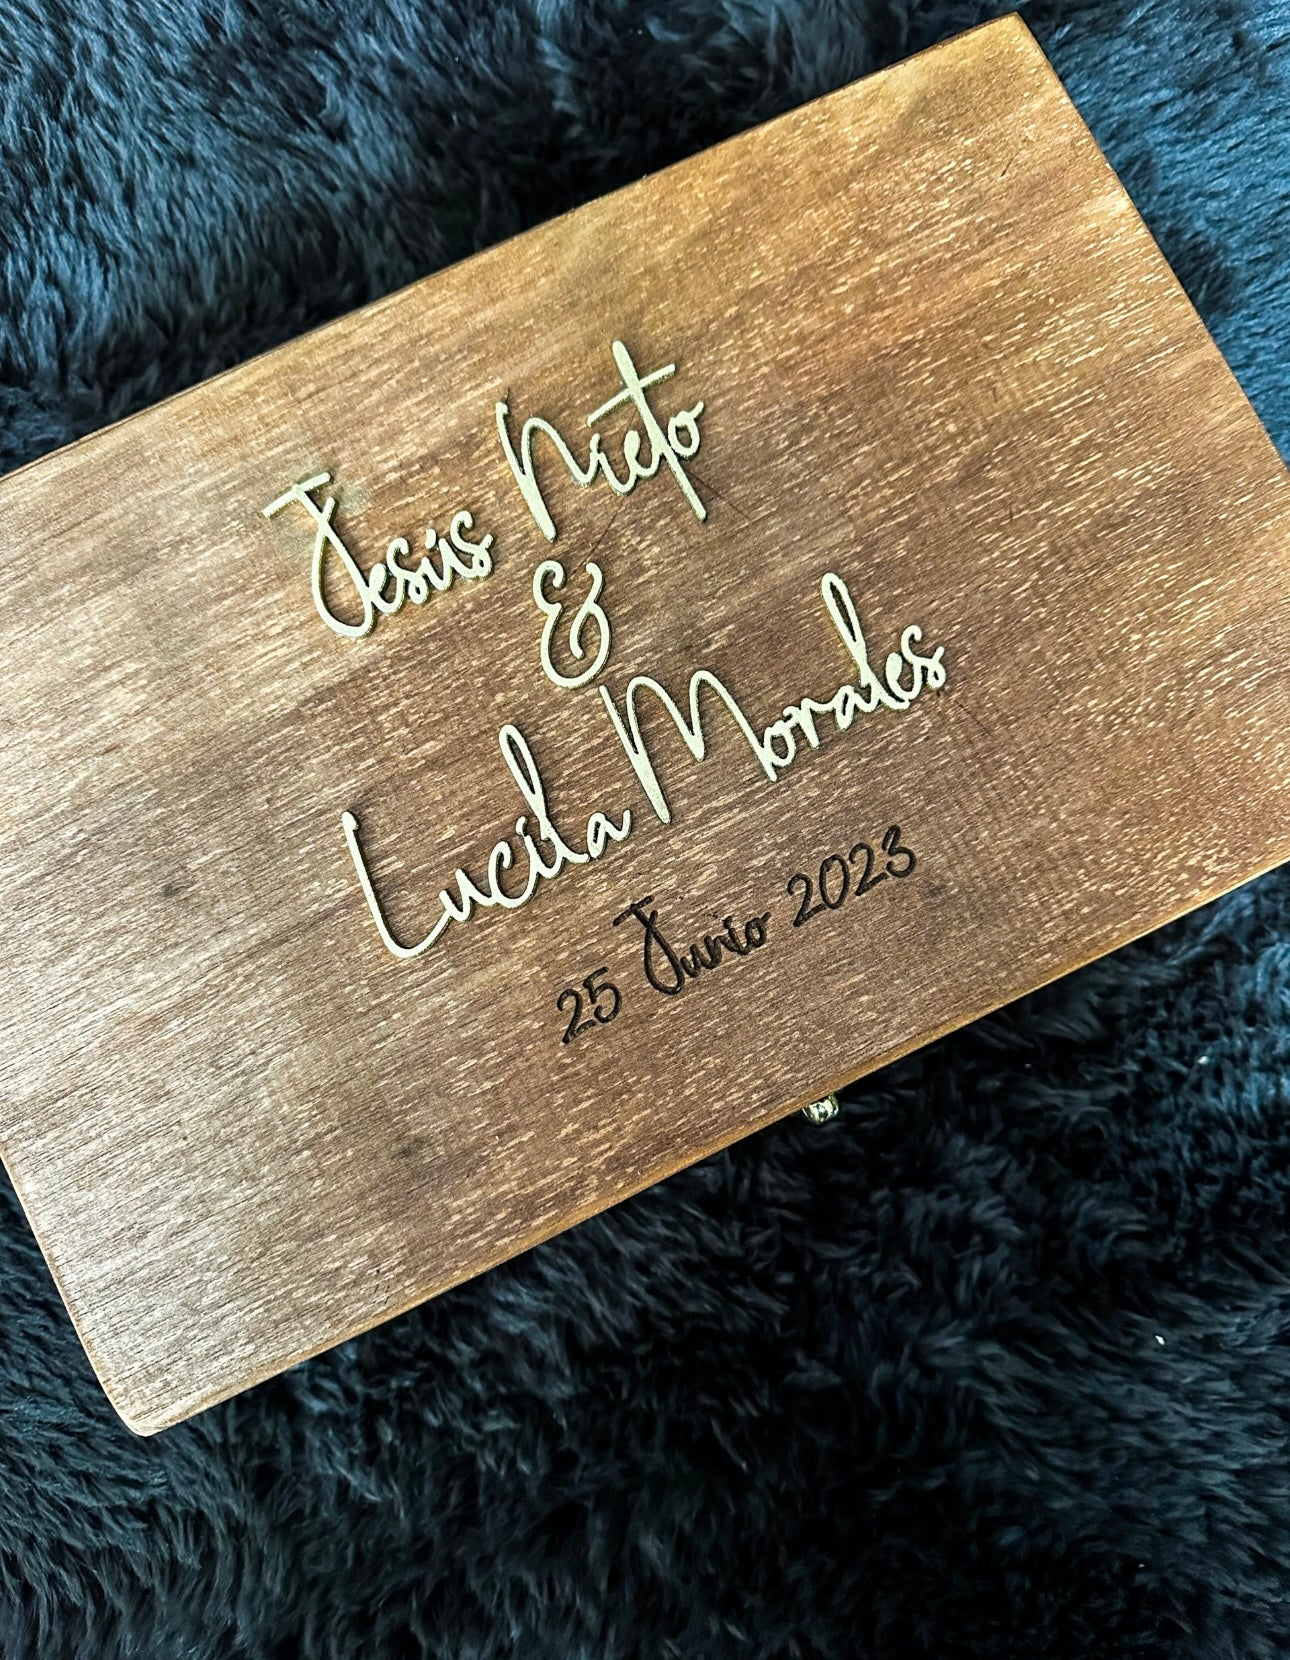 Jesús Nieto
&
Lucila Morales
25 Junio 2023